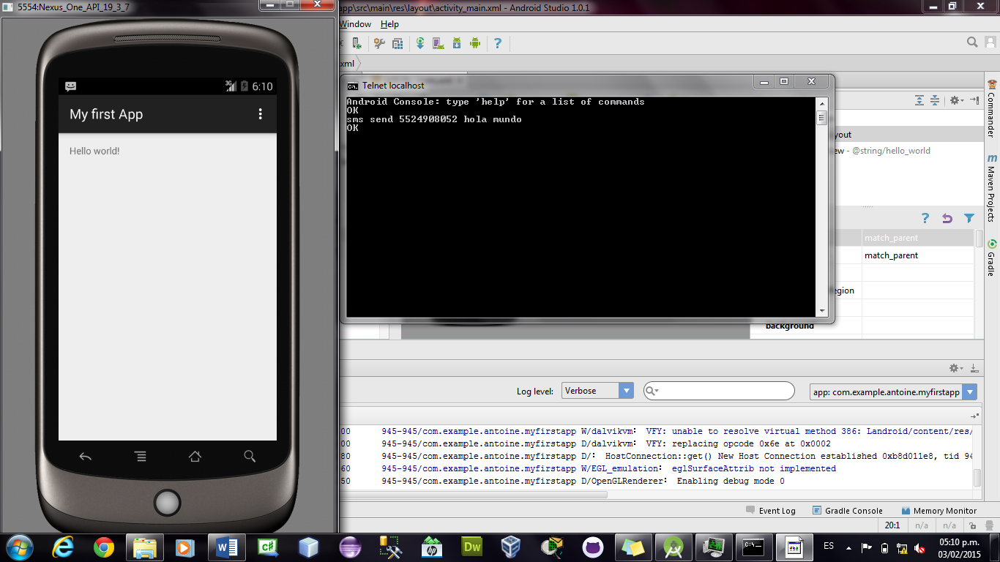 5554:Nexus_One_API_19_3_7
app\src\main\res\layout\activity_main.xml - Android Studio 1.0.1
Window Help
xml
3G 6:10
My first App
Hello world!
Telnet localhost
Android Console: type 'help' for a list of commands
OK
sms send 5524908052 hola mundo
OK
Commander
Maven Projects
Gradle
yout
ew - @string/hello_world
match_parent
match_parent
egion
background
Log level: Verbose
app: com.example.antoine.myfirstapp
00 945-945/com.example.antoine.myfirstapp W/dalvikvm: VFY: unable to resolve virtual method 386: Landroid/content/res/
00 945-945/com.example.antoine.myfirstapp D/dalvikvm: VFY: replacing opcode 0x6e at 0x0002
80 945-945/com.example.antoine.myfirstapp D/: HostConnection::get() New Host Connection established 0xb8d011e8, tid 94
60 945-945/com.example.antoine.myfirstapp W/EGL_emulation: eglSurfaceAttrib not implemented
50 945-945/com.example.antoine.myfirstapp D/OpenGLRenderer: Enabling debug mode 0
Event Log Gradle Console Memory Monitor
20:1 n/a n/a
C# hp Dw
ES
05:10 p.m.
03/02/2015